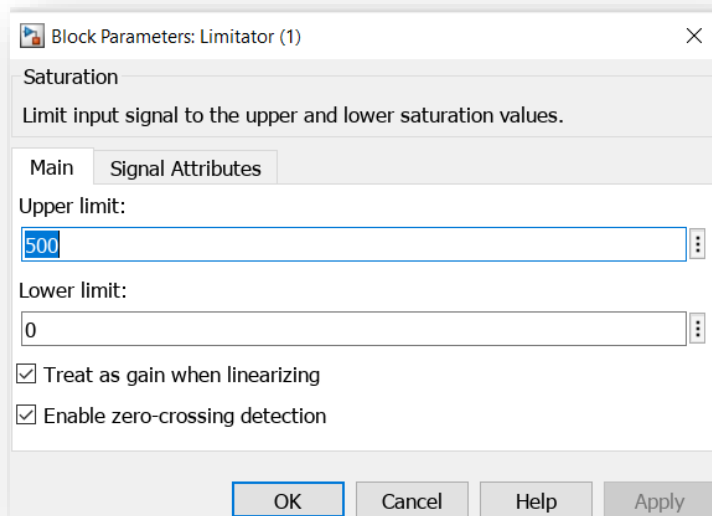 Block Parameters: Limitator (1)
Saturation
Limit input signal to the upper and lower saturation values.
Main Signal Attributes
Upper limit:
500
Lower limit:
0
Treat as gain when linearizing
Enable zero-crossing detection
OK Cancel Help Apply